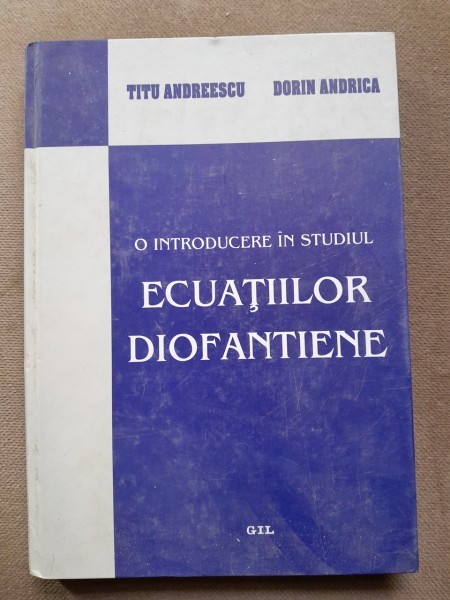 TITU ANDREESCU DORIN ANDRICA
O INTRODUCERE ÎN STUDIUL
ECUAŢIILOR
DIOFANTIENE
GIL